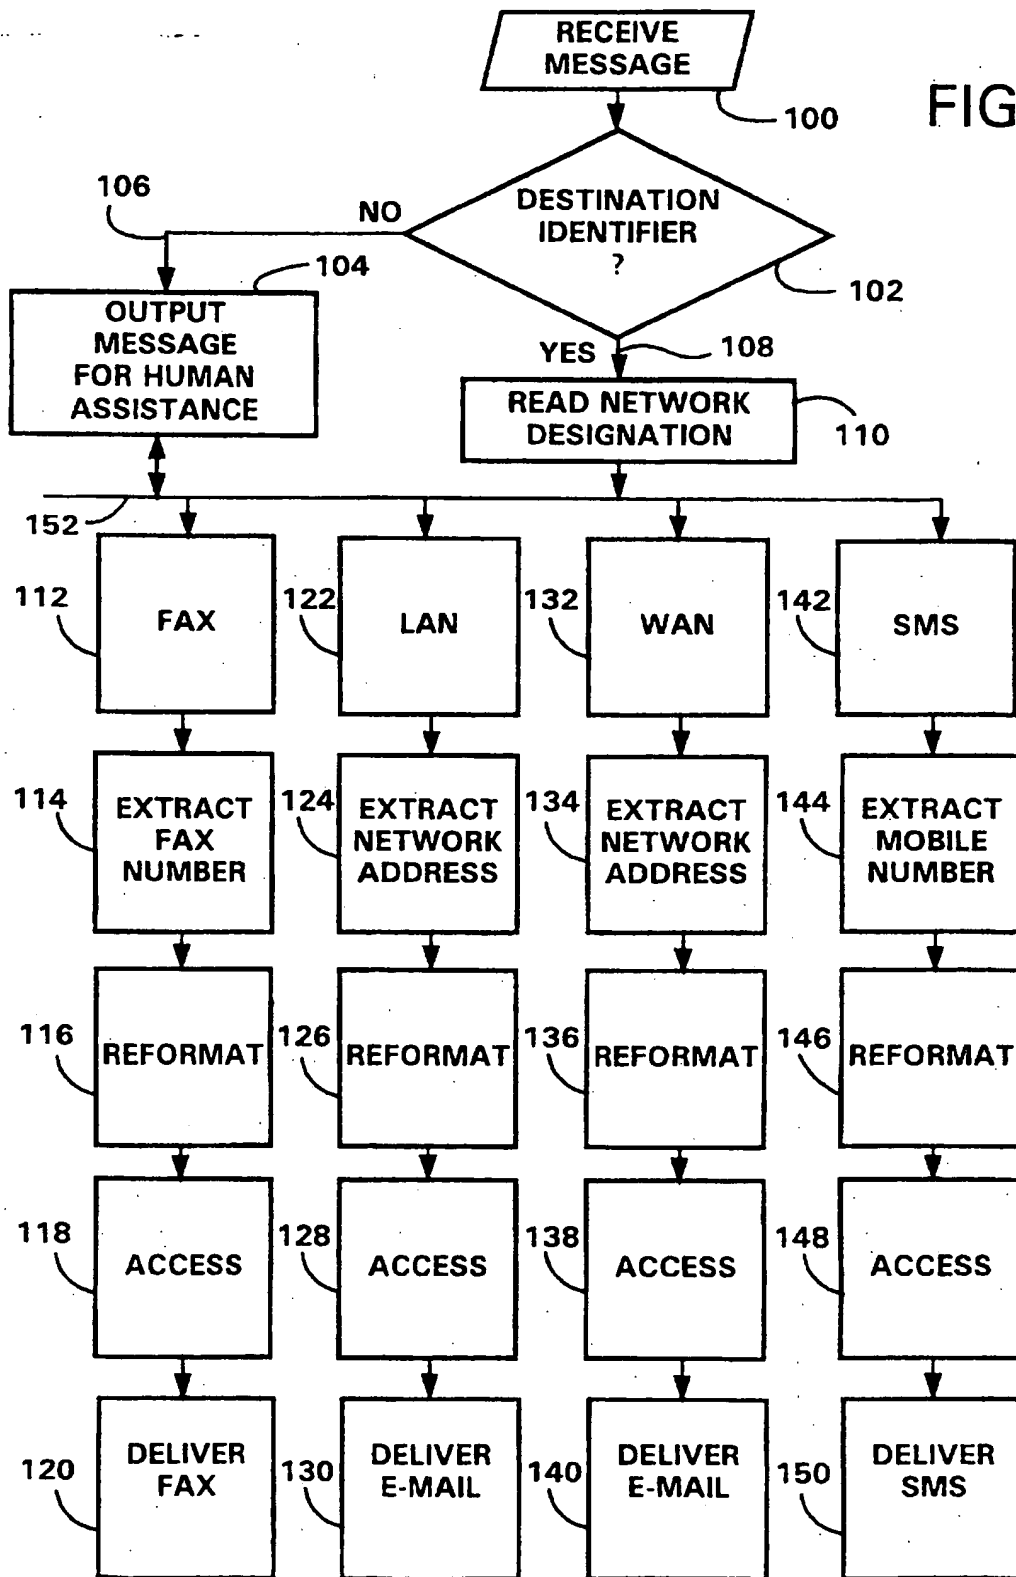 RECEIVE
MESSAGE
100
FIG
DESTINATION
IDENTIFIER
?
102
NO
106
104
OUTPUT
MESSAGE
FOR HUMAN
ASSISTANCE
YES
108
READ NETWORK
DESIGNATION
110
152
112
FAX
122
LAN
132
WAN
142
SMS
114
EXTRACT
FAX
NUMBER
124
EXTRACT
NETWORK
ADDRESS
134
EXTRACT
NETWORK
ADDRESS
144
EXTRACT
MOBILE
NUMBER
116
REFORMAT
126
REFORMAT
136
REFORMAT
146
REFORMAT
118
ACCESS
128
ACCESS
138
ACCESS
148
ACCESS
120
DELIVER
FAX
130
DELIVER
E-MAIL
140
DELIVER
E-MAIL
150
DELIVER
SMS